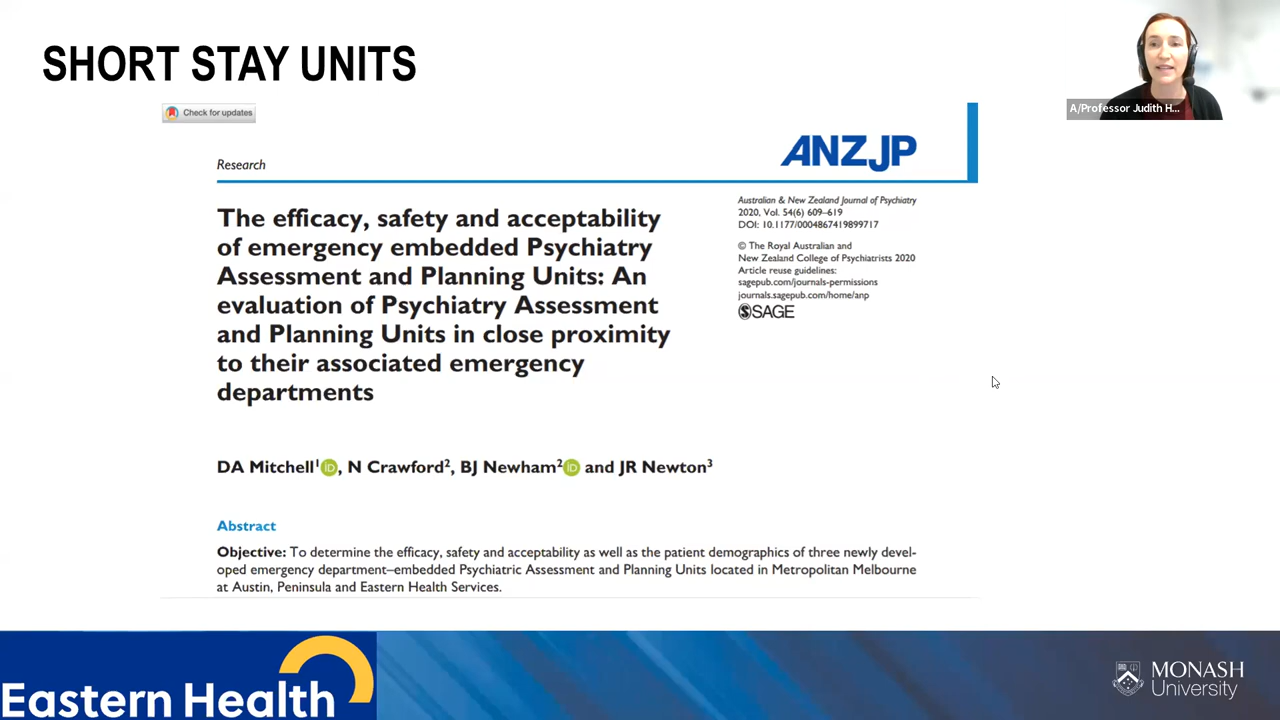 SHORT STAY UNITS
A/Professor Judith H...
Check for updates
Research
ANZJP
The efficacy, safety and acceptability
of emergency embedded Psychiatry
Assessment and Planning Units: An
evaluation of Psychiatry Assessment
and Planning Units in close proximity
to their associated emergency
departments
Australian & New Zealand Journal of Psychiatry
2020, Vol. 54(6) 609–619
DOI: 10.1177/0004867419899717
© The Royal Australian and
New Zealand College of Psychiatrists 2020
Article reuse guidelines:
sagepub.com/journals-permissions
journals.sagepub.com/home/anp
SAGE
DA Mitchell1 iD, N Crawford2, BJ Newham2 iD and JR Newton3
Abstract
Objective: To determine the efficacy, safety and acceptability as well as the patient demographics of three newly devel-
oped emergency department–embedded Psychiatric Assessment and Planning Units located in Metropolitan Melbourne
at Austin, Peninsula and Eastern Health Services.
Eastern Health
MONASH
University